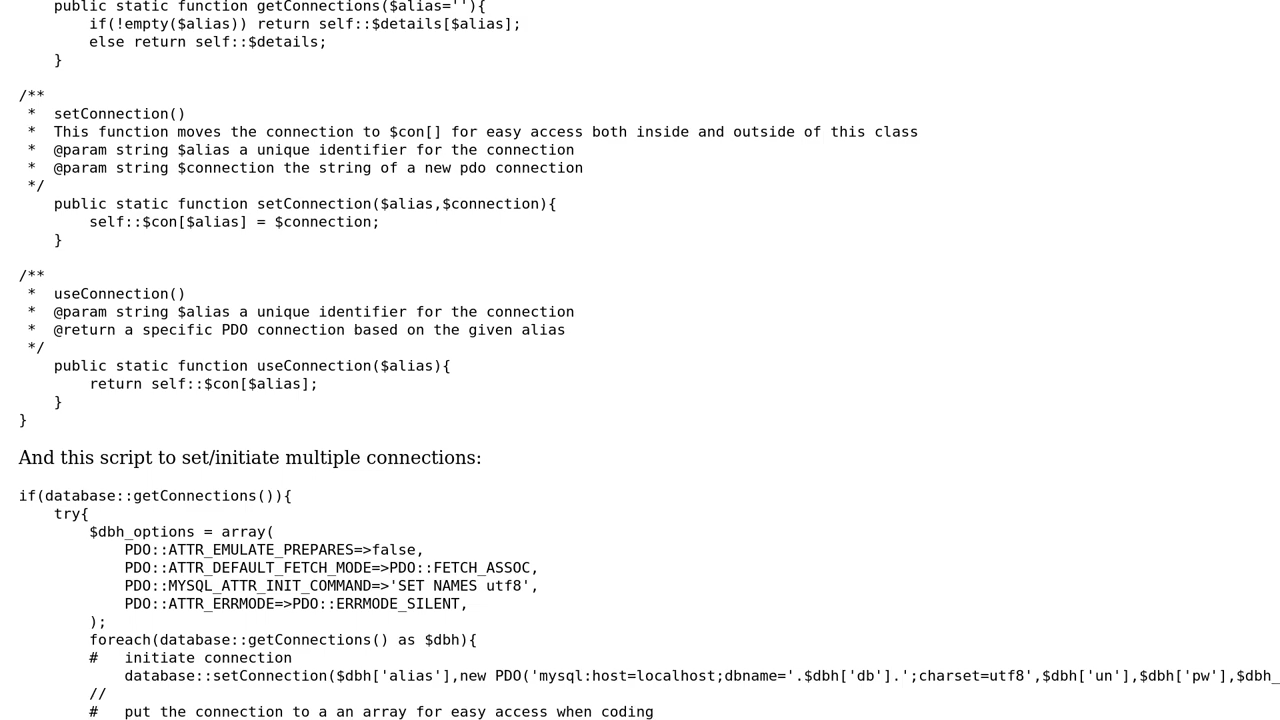 public static function getConnections($alias=''){
        if(!empty($alias)) return self::$details[$alias];
        else return self::$details;
    }

/**
 *  setConnection()
 *  This function moves the connection to $con[] for easy access both inside and outside of this class
 *  @param string $alias a unique identifier for the connection
 *  @param string $connection the string of a new pdo connection
 */
    public static function setConnection($alias,$connection){
        self::$con[$alias] = $connection;
    }

/**
 *  useConnection()
 *  @param string $alias a unique identifier for the connection
 *  @return a specific PDO connection based on the given alias
 */
    public static function useConnection($alias){
        return self::$con[$alias];
    }
}

And this script to set/initiate multiple connections:

if(database::getConnections()){
    try{
        $dbh_options = array(
            PDO::ATTR_EMULATE_PREPARES=>false,
            PDO::ATTR_DEFAULT_FETCH_MODE=>PDO::FETCH_ASSOC,
            PDO::MYSQL_ATTR_INIT_COMMAND=>'SET NAMES utf8',
            PDO::ATTR_ERRMODE=>PDO::ERRMODE_SILENT,
        );
        foreach(database::getConnections() as $dbh){
        #   initiate connection
            database::setConnection($dbh['alias'],new PDO('mysql:host=localhost;dbname='.$dbh['db'].';charset=utf8',$dbh['un'],$dbh['pw'],$dbh_
        //
        #   put the connection to a an array for easy access when coding